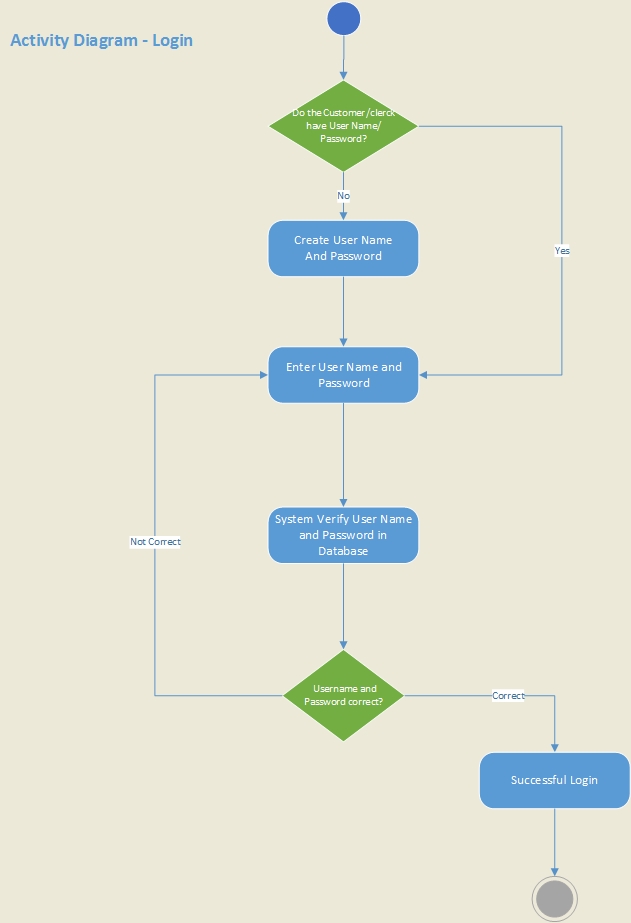 Activity Diagram - Login
Do the Customer/clerck
have User Name/
Password?
No
Create User Name
And Password
Yes
Enter User Name and
Password
System Verify User Name
and Password in
Database
Not Correct
Username and
Password correct?
Correct
Successful Login